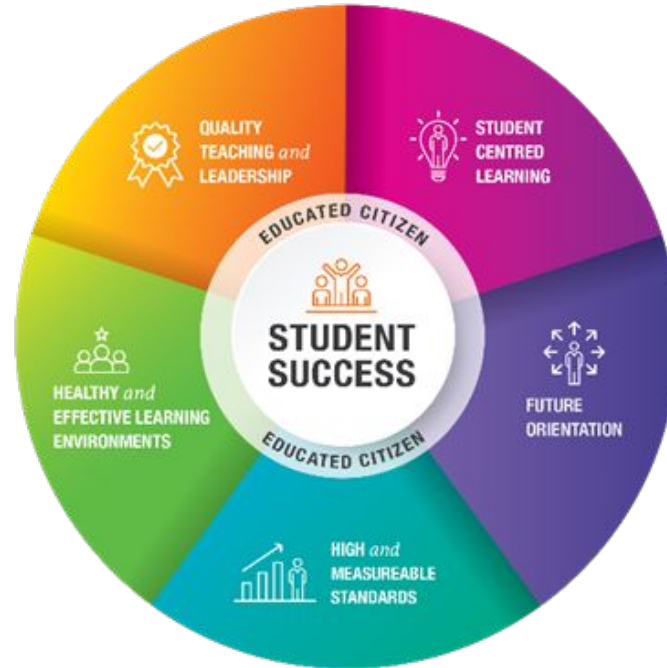 QUALITY
TEACHING and
LEADERSHIP
STUDENT
CENTRED
LEARNING
EDUCATED CITIZEN
STUDENT
SUCCESS
EDUCATED CITIZEN
HEALTHY and
EFFECTIVE LEARNING
ENVIRONMENTS
FUTURE
ORIENTATION
HIGH and
MEASUREABLE
STANDARDS